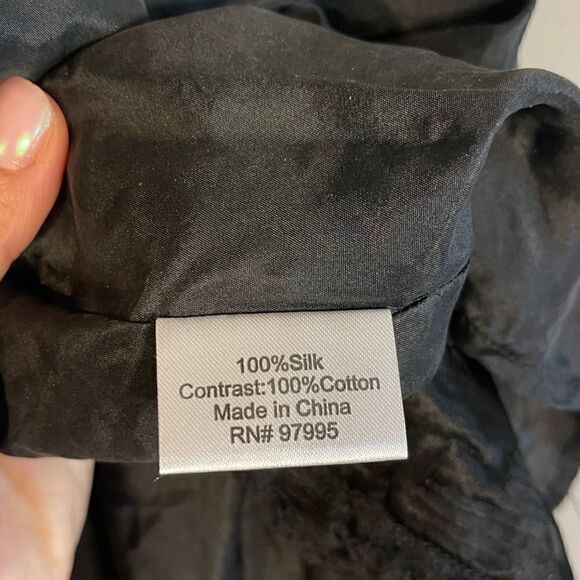 100%Silk
Contrast:100%Cotton
Made in China
RN# 97995